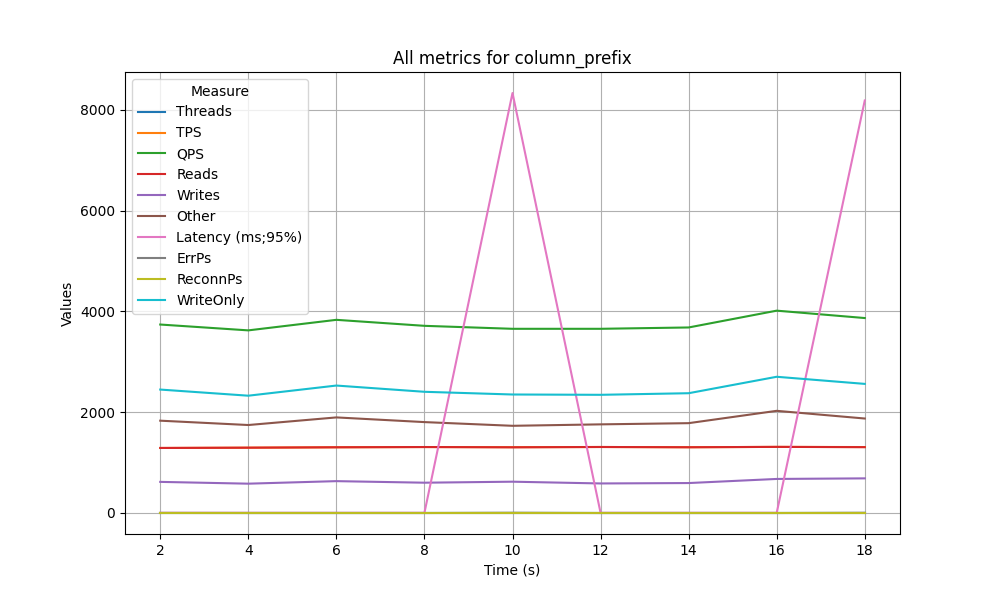 All metrics for column_prefix
Measure
Threads
TPS
QPS
Reads
Writes
Other
Latency (ms;95%)
ErrPs
ReconnPs
WriteOnly
Values
8000
6000
4000
2000
0
2 4 6 8 10 12 14 16 18
Time (s)